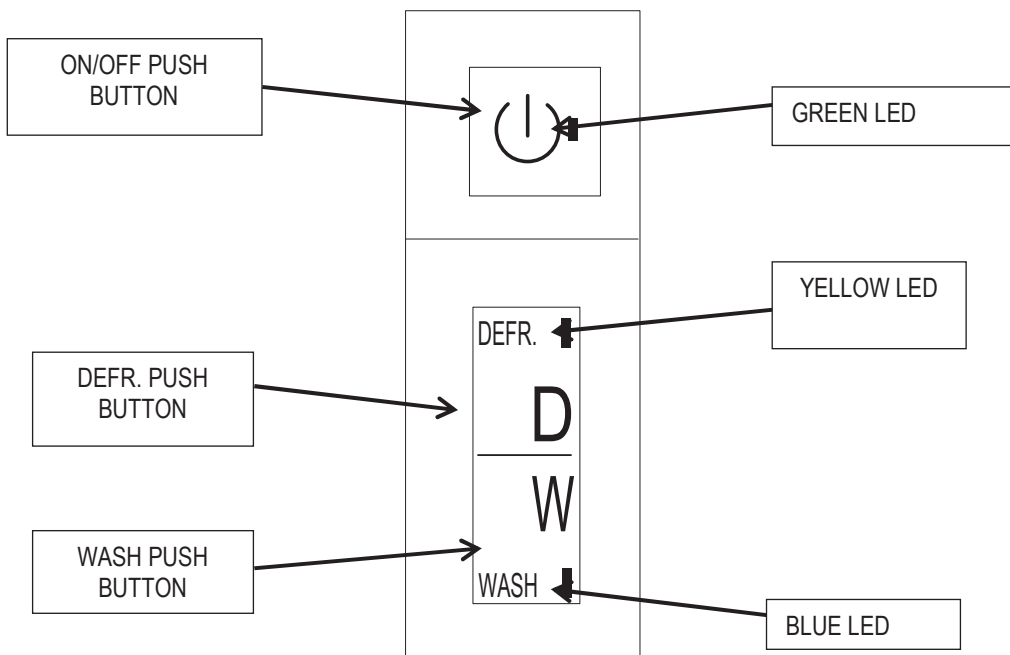 ON/OFF PUSH
BUTTON
GREEN LED
YELLOW LED
DEFR.
DEFR. PUSH
BUTTON
D
W
WASH PUSH
BUTTON
WASH
BLUE LED